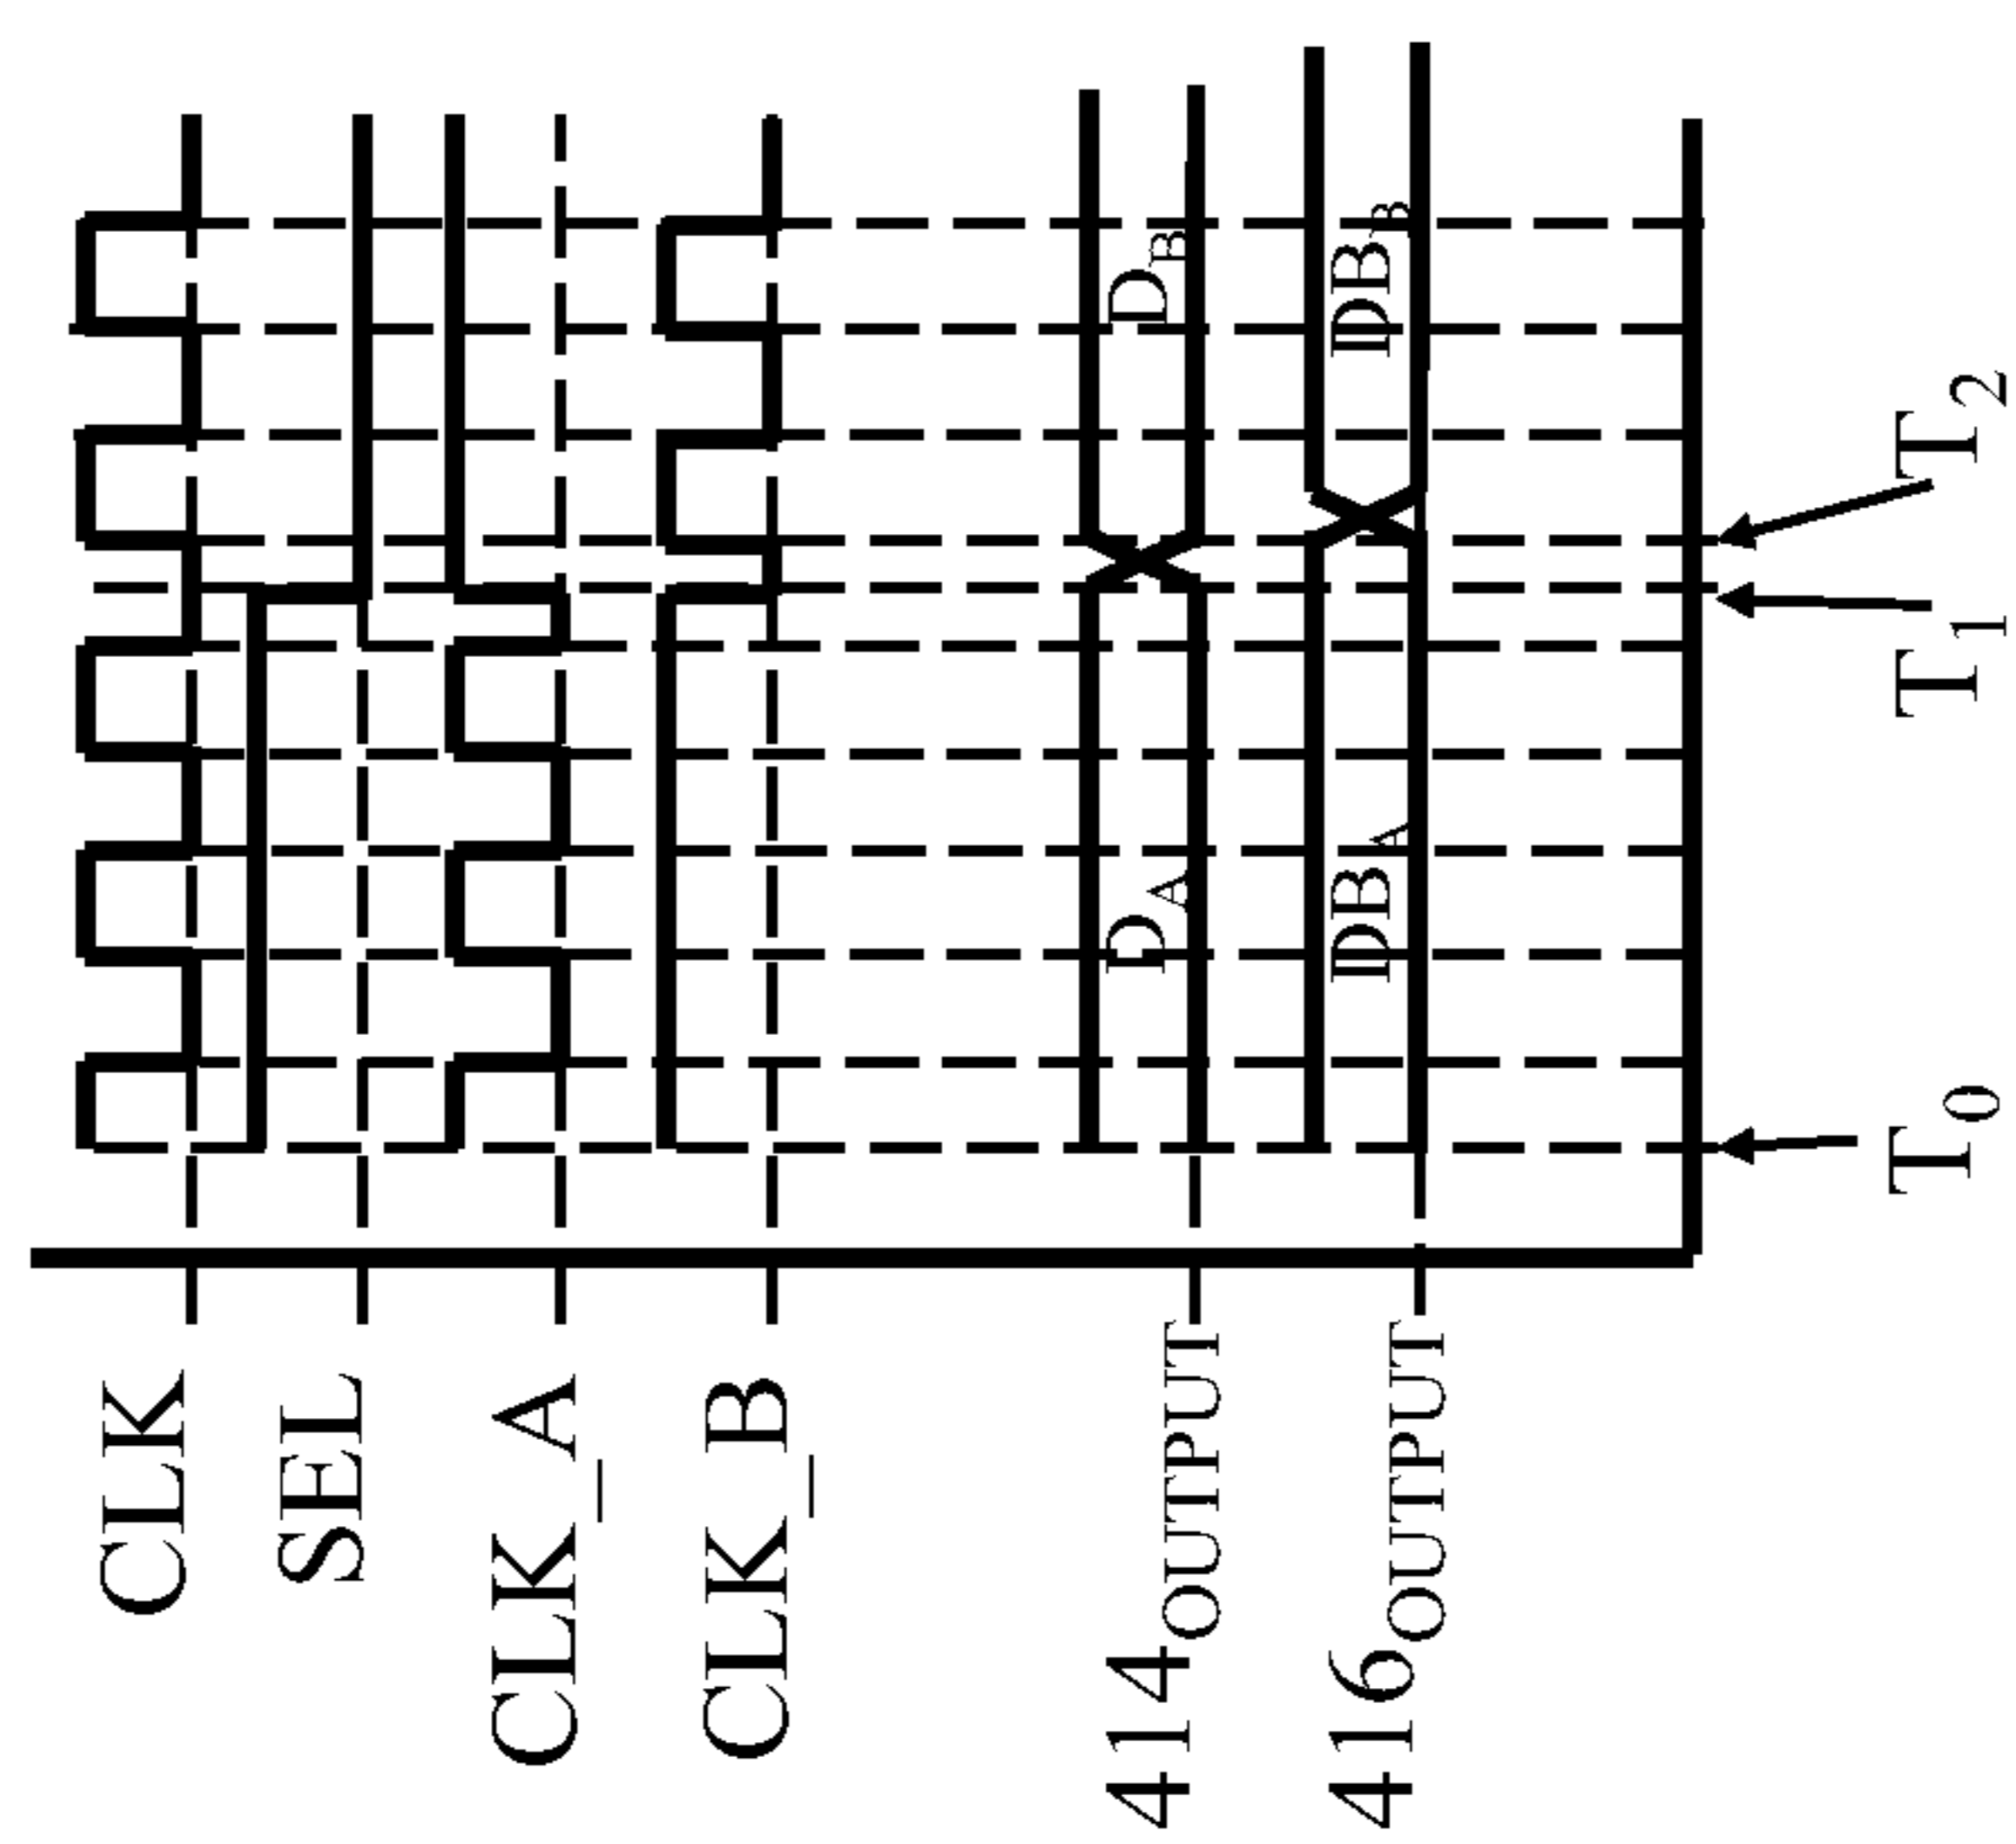 CLK
SEL
CLK_A
CLK_B
414OUTPUT
DA
DB
416OUTPUT
DBA
DBB
T0
T1
T2